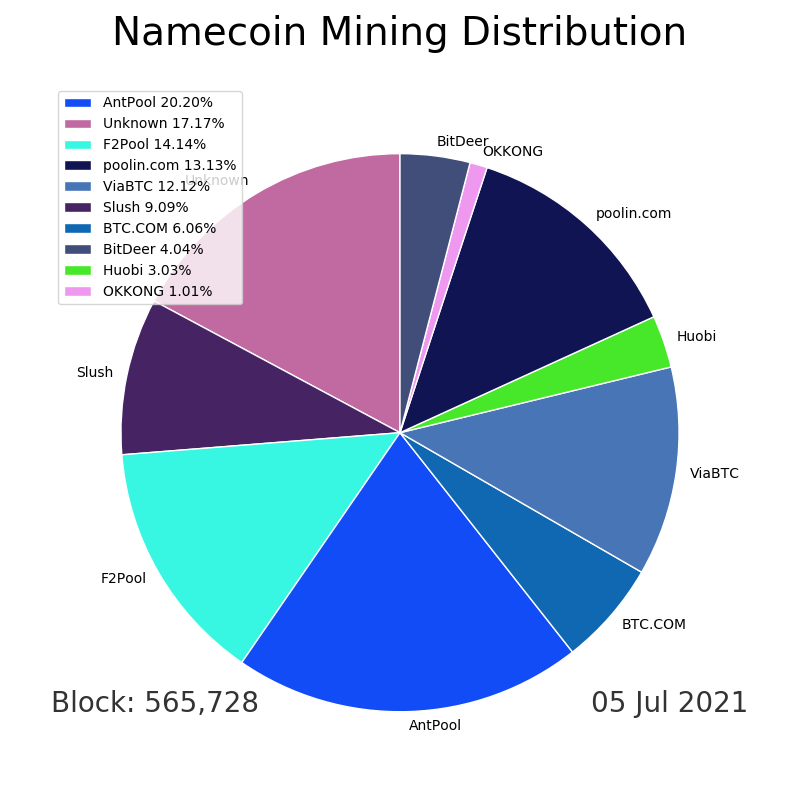 Namecoin Mining Distribution
AntPool 20.20%
Unknown 17.17%
F2Pool 14.14%
poolin.com 13.13%
ViaBTC 12.12%
Slush 9.09%
BTC.COM 6.06%
BitDeer 4.04%
Huobi 3.03%
OKKONG 1.01%
BitDeer
OKKONG
Unknown
poolin.com
Huobi
Slush
ViaBTC
F2Pool
BTC.COM
AntPool
Block: 565,728
05 Jul 2021